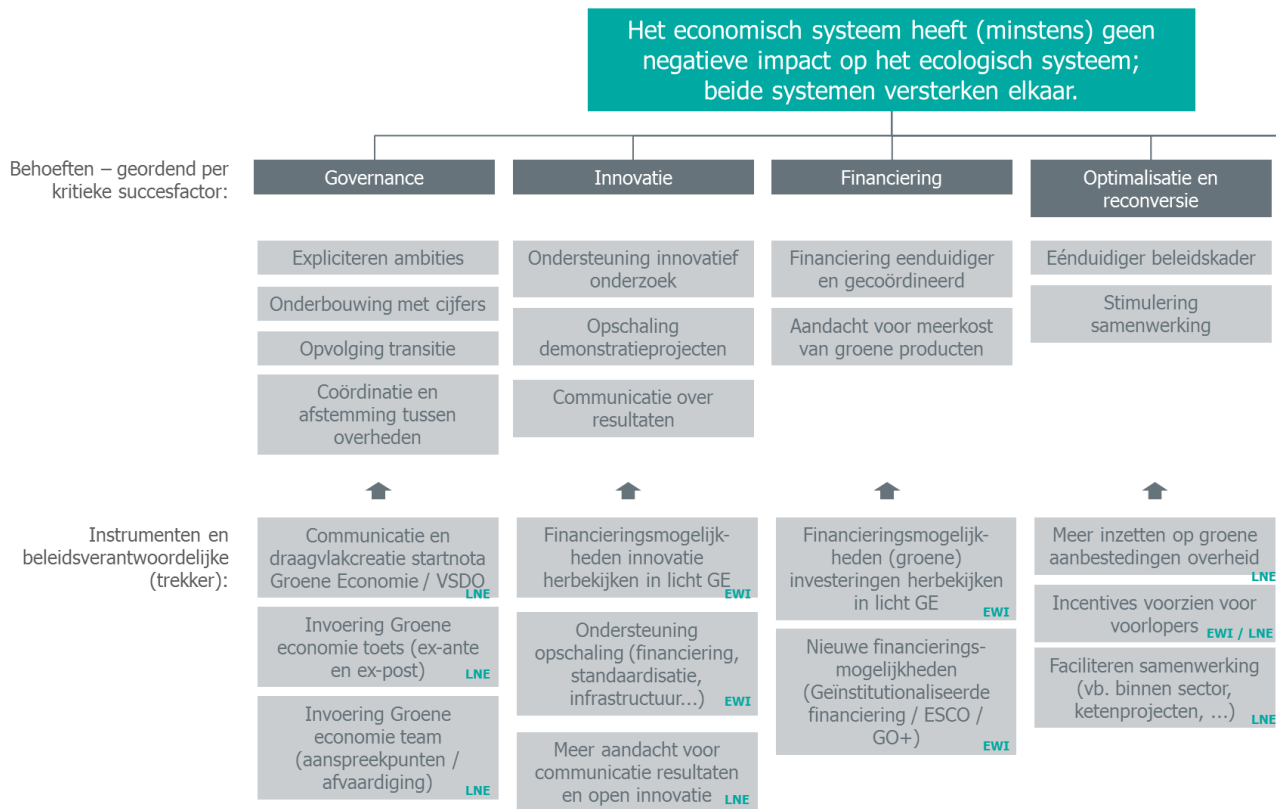 Het economisch systeem heeft (minstens) geen
negatieve impact op het ecologisch systeem;
beide systemen versterken elkaar.
Behoeften – geordend per
kritieke succesfactor:
Governance
Innovatie
Financiering
Optimalisatie en
reconversie
Expliciteren ambities
Onderbouwing met cijfers
Opvolging transitie
Coördinatie en
afstemming tussen
overheden
Ondersteuning innovatief
onderzoek
Opschaling
demonstratieprojecten
Communicatie over
resultaten
Financiering eenduidiger
en gecoördineerd
Aandacht voor meerkost
van groene producten
Eénduidiger beleidskader
Stimulering
samenwerking
Instrumenten en
beleidsverantwoordelijke
(trekker):
Communicatie en
draagvlakcreatie startnota
Groene Economie / VSDO
LNE
Invoering Groene
economie toets (ex-ante
en ex-post)
LNE
Invoering Groene
economie team
(aanspreekpunten /
afvaardiging)
LNE
Financieringsmogelijk-
heden innovatie
herbekijken in licht GE
EWI
Ondersteuning
opschaling (financiering,
standaardisatie,
infrastructuur...)
EWI
Meer aandacht voor
communicatie resultaten
en open innovatie
LNE
Financieringsmogelijk-
heden (groene)
investeringen herbekijken
in licht GE
EWI
Nieuwe financierings-
mogelijkheden
(Geïnstitutionaliseerde
financiering / ESCO /
GO+)
EWI
Meer inzetten op groene
aanbestedingen overheid
LNE
Incentives voorzien voor
voorlopers
EWI / LNE
Faciliteren samenwerking
(vb. binnen sector,
ketenprojecten, ...)
LNE